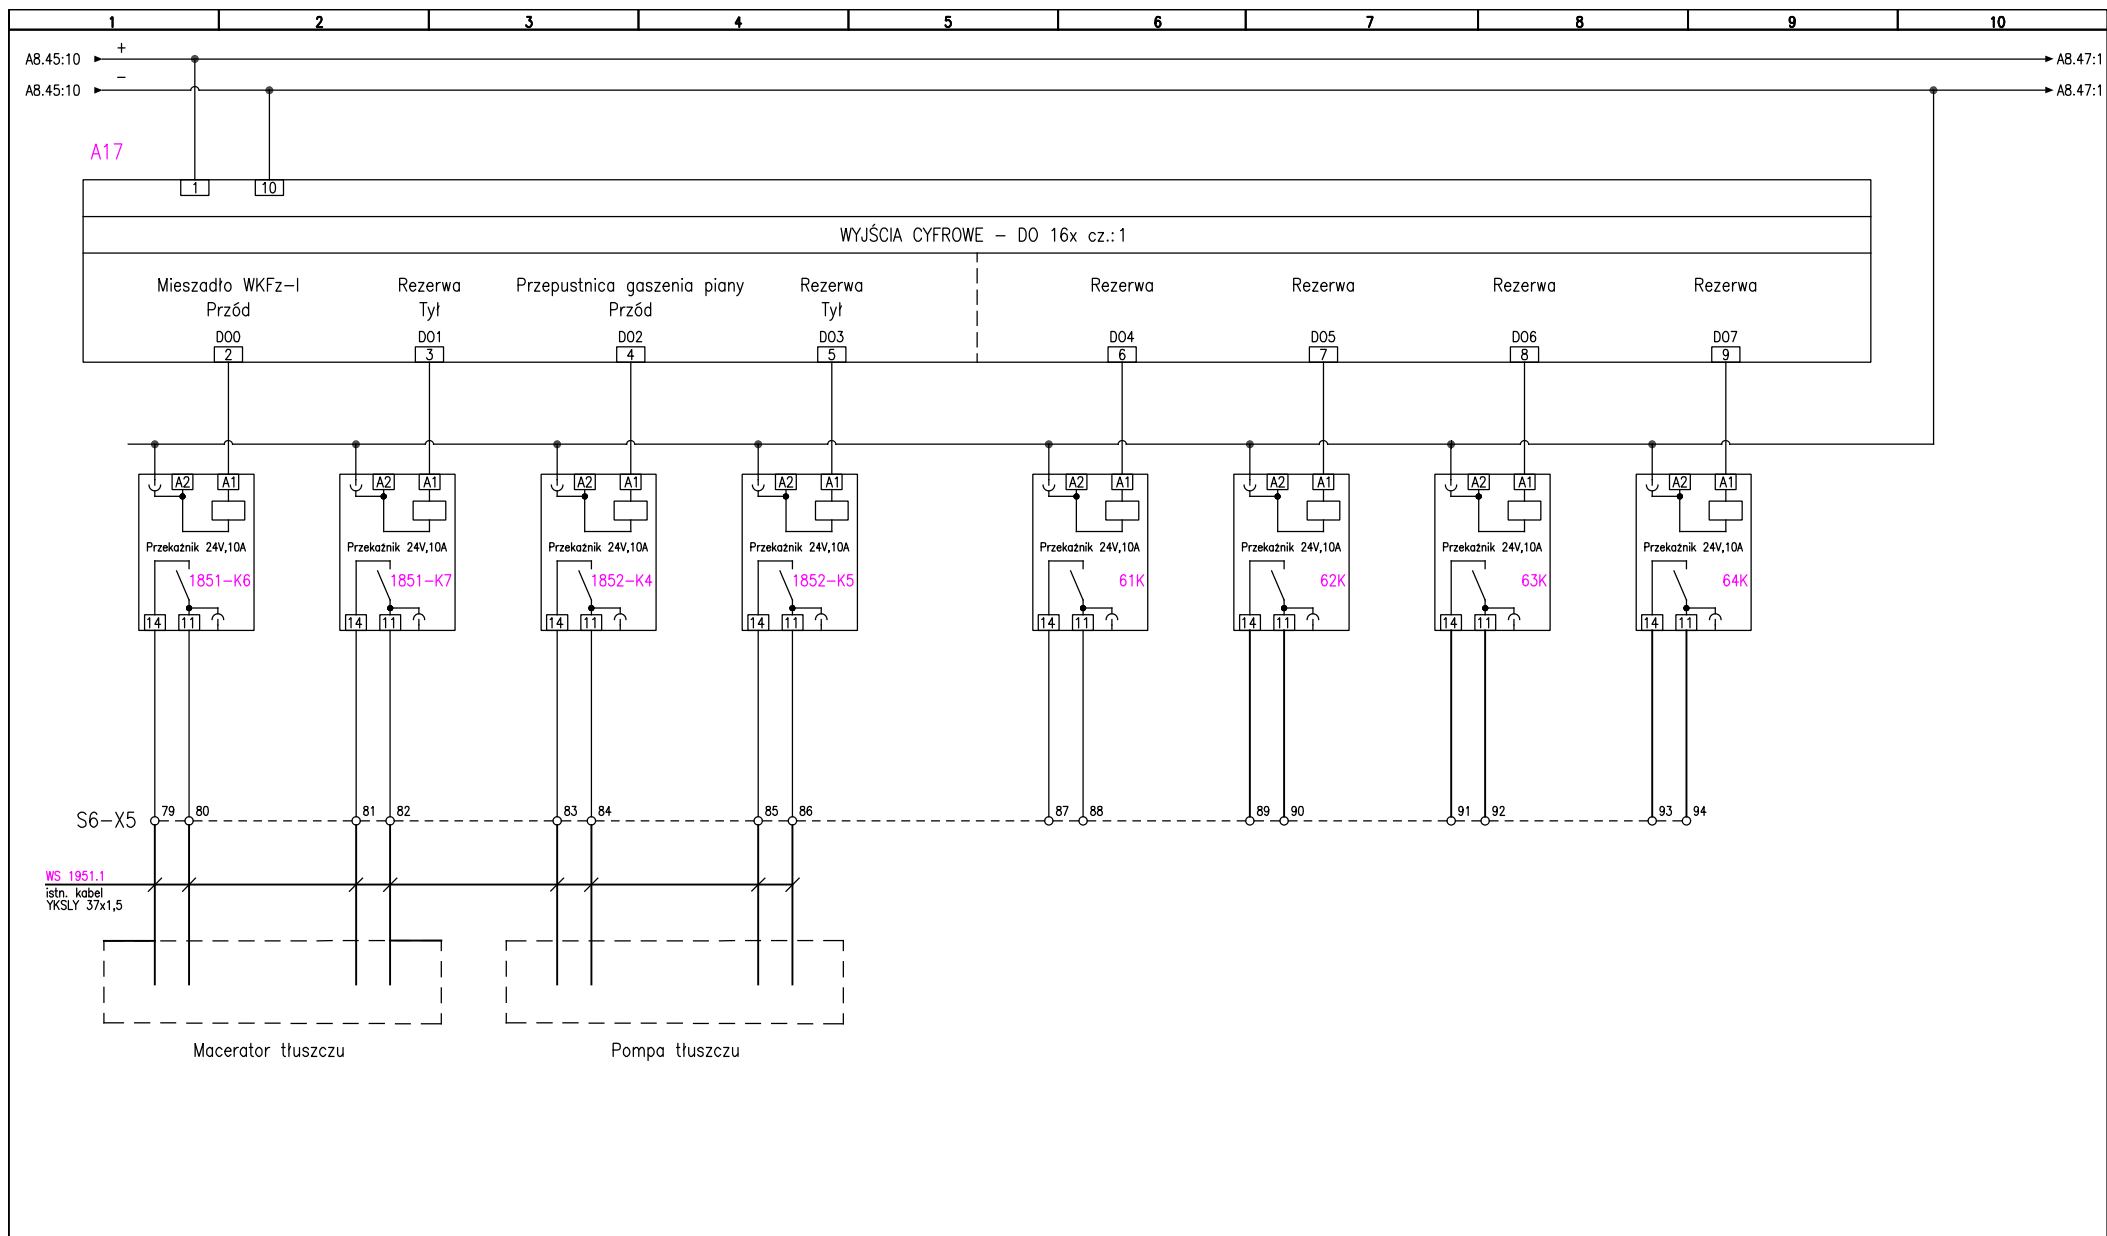 1 2 3 4 5 6 7 8 9 10
+
A8.45:10 A8.47:1
−
A8.45:10 A8.47:1
A17
1 10
WYJŚCIA CYFROWE − DO 16x cz.:1
Mieszadło WKFz−I Rezerwa Przepustnica gaszenia piany Rezerwa Rezerwa Rezerwa Rezerwa Rezerwa
Przód Tył Przód Tył
DO0 DO1 DO2 DO3 DO4 DO5 DO6 DO7
2 3 4 5 6 7 8 9
A2 A1 A2 A1 A2 A1 A2 A1 A2 A1 A2 A1 A2 A1 A2 A1
Przekaźnik 24V,10A Przekaźnik 24V,10A Przekaźnik 24V,10A Przekaźnik 24V,10A Przekaźnik 24V,10A Przekaźnik 24V,10A Przekaźnik 24V,10A Przekaźnik 24V,10A
1851−K6 1851−K7 1852−K4 1852−K5 61K 62K 63K 64K
14 11 14 11 14 11 14 11 14 11 14 11 14 11 14 11
79 80 81 82 83 84 85 86 87 88 89 90 91 92 93 94
S6−X5
WS 1951.1
istn. kabel
YKSLY 37x1,5
Macerator tłuszczu Pompa tłuszczu